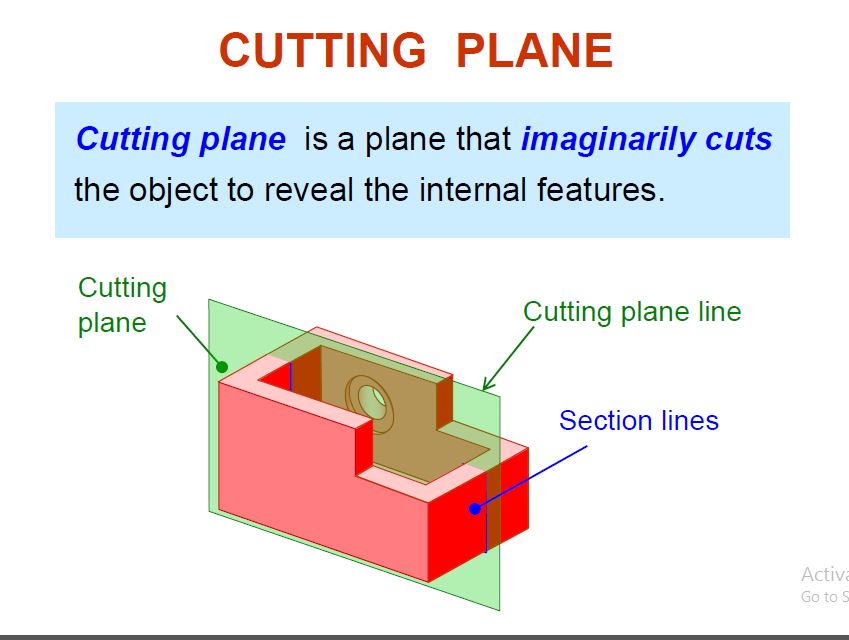 CUTTING PLANE
Cutting plane is a plane that imaginarily cuts
the object to reveal the internal features.
Cutting
plane
Cutting plane line
Section lines
Go to S